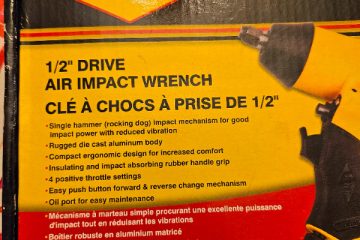 1/2" DRIVE
AIR IMPACT WRENCH
CLÉ À CHOCS À PRISE DE 1/2"
•Single hammer (rocking dog) impact mechanism for good
impact power with reduced vibration
•Rugged die cast aluminum body
•Compact ergonomic design for increased comfort
•Insulating and impact absorbing rubber handle grip
•4 positive throttle settings
•Easy push button forward & reverse change mechanism
•Oil port for easy maintenance
•Mécanisme à marteau simple procurant une excellente puissance
d'impact tout en réduisant les vibrations
•Boîtier robuste en aluminium matricé